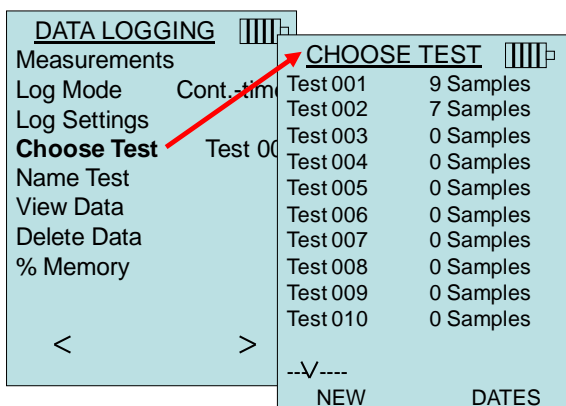 DATA LOGGING
Measurements
Log Mode Cont.-time
Log Settings
Choose Test Test 00
Name Test
View Data
Delete Data
% Memory
< >
CHOOSE TEST
Test 001 9 Samples
Test 002 7 Samples
Test 003 0 Samples
Test 004 0 Samples
Test 005 0 Samples
Test 006 0 Samples
Test 007 0 Samples
Test 008 0 Samples
Test 009 0 Samples
Test 010 0 Samples
--\/----
NEW DATES